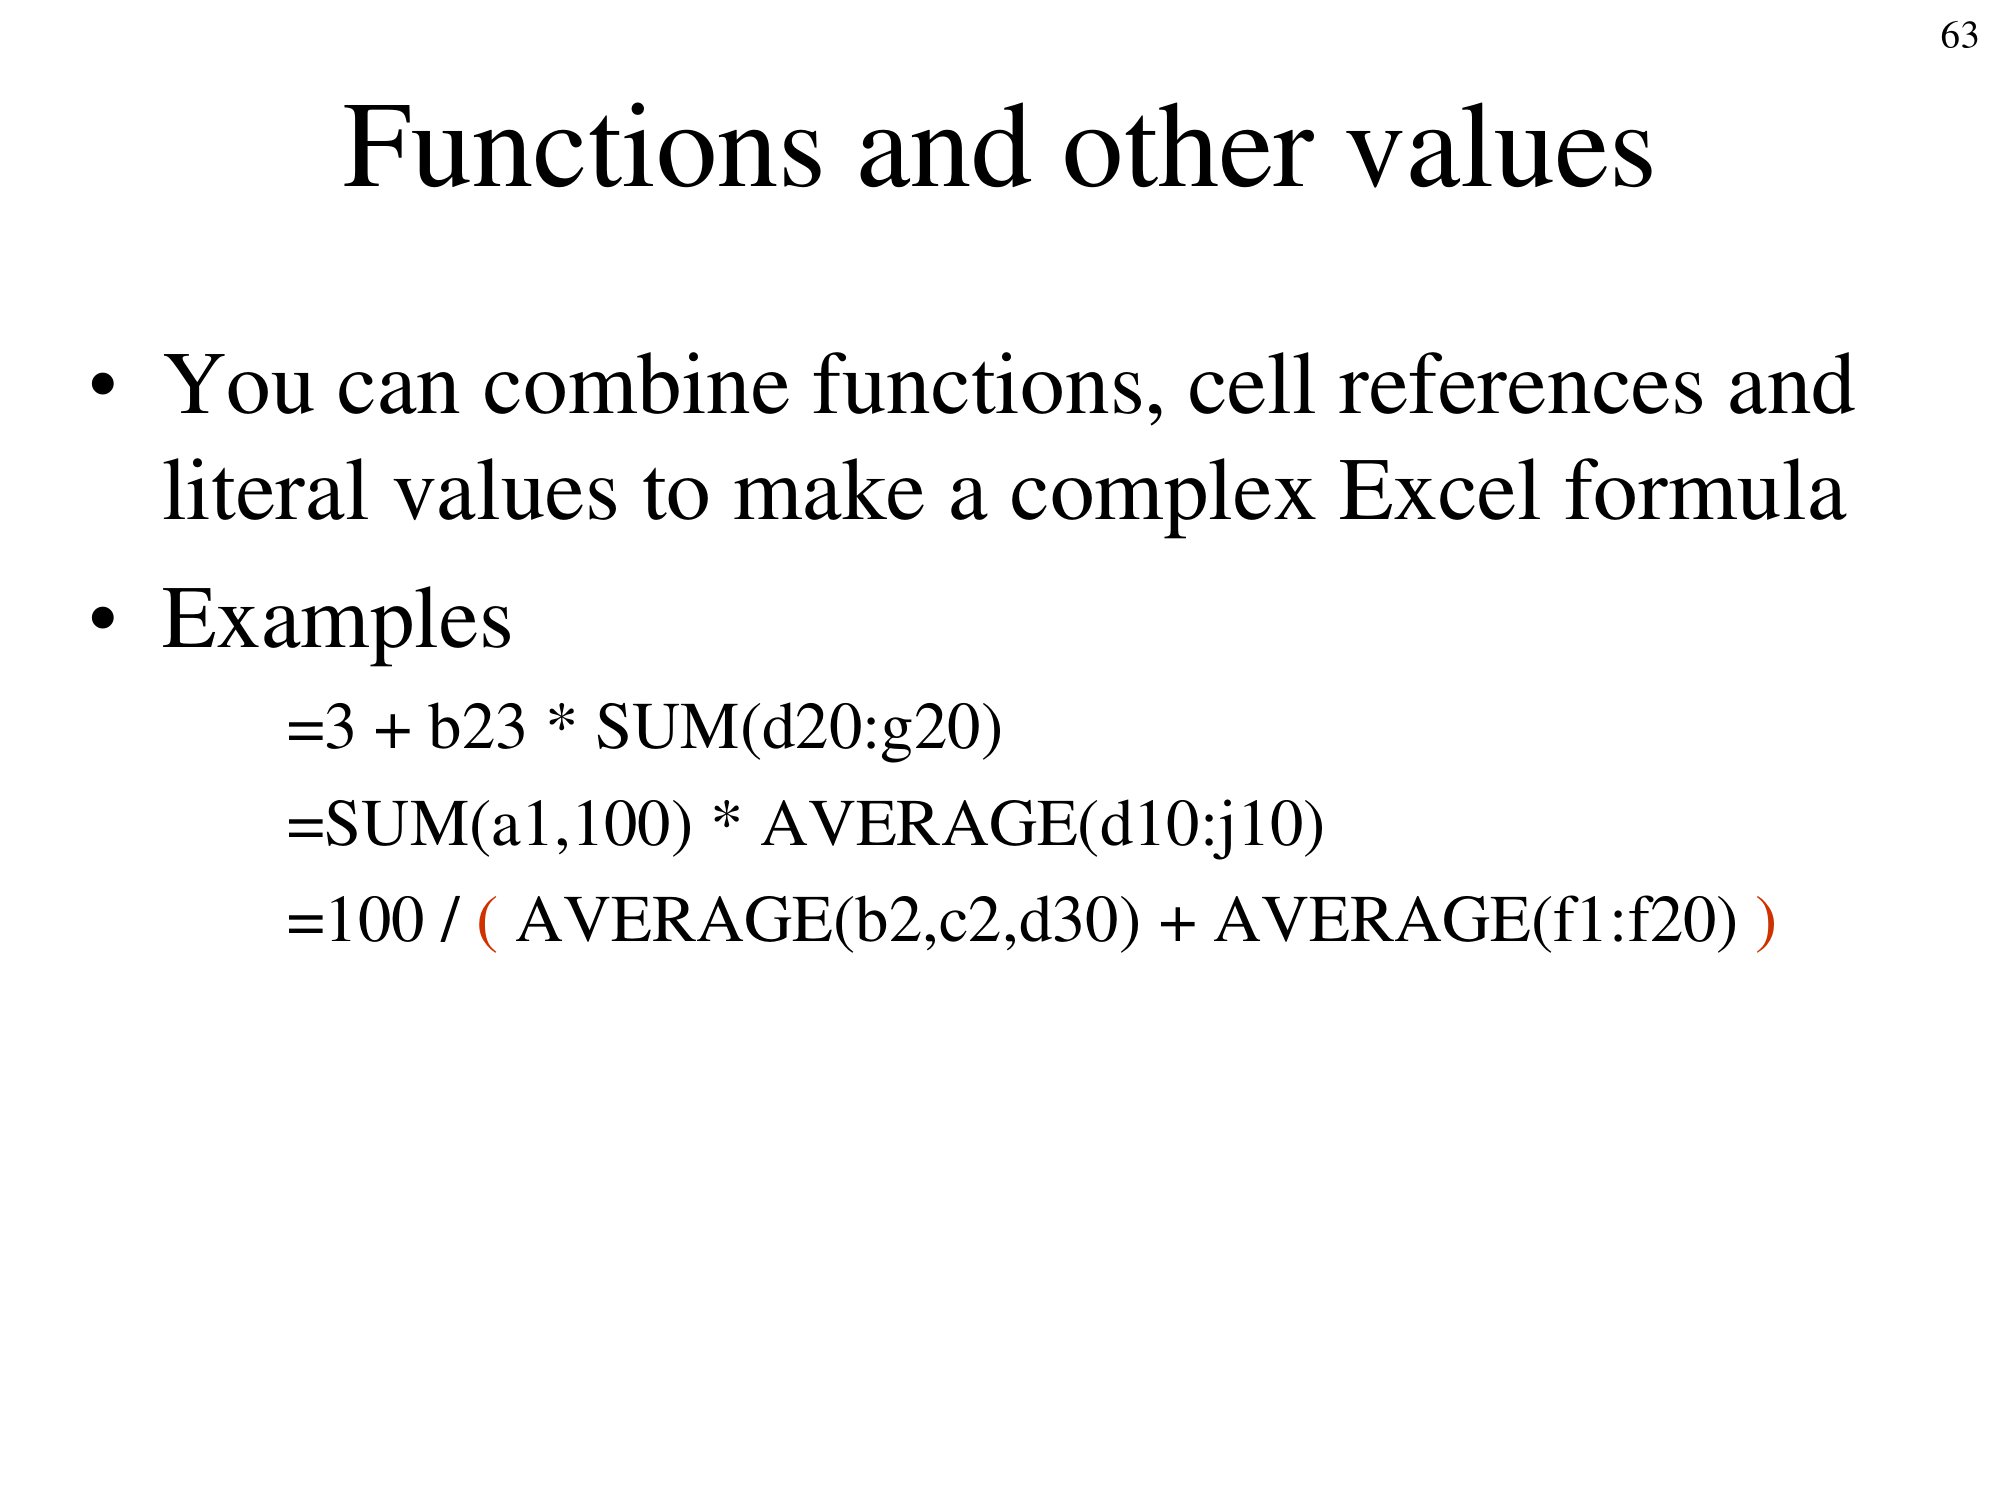 63
Functions and other values
• You can combine functions, cell references and
literal values to make a complex Excel formula
• Examples
=3 + b23 * SUM(d20:g20)
=SUM(a1,100) * AVERAGE(d10:j10)
=100 / ( AVERAGE(b2,c2,d30) + AVERAGE(f1:f20) )